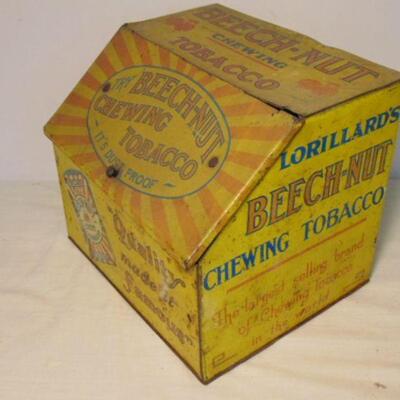 BEECH-NUT
CHEWING
TOBACCO
TRY
BEECH-NUT
CHEWING
TOBACCO
IT'S DUST PROOF
"Quality
made it
Famous"
LORILLARD'S
BEECH-NUT
CHEWING TOBACCO
The largest selling brand
of Chewing Tobacco
in the world